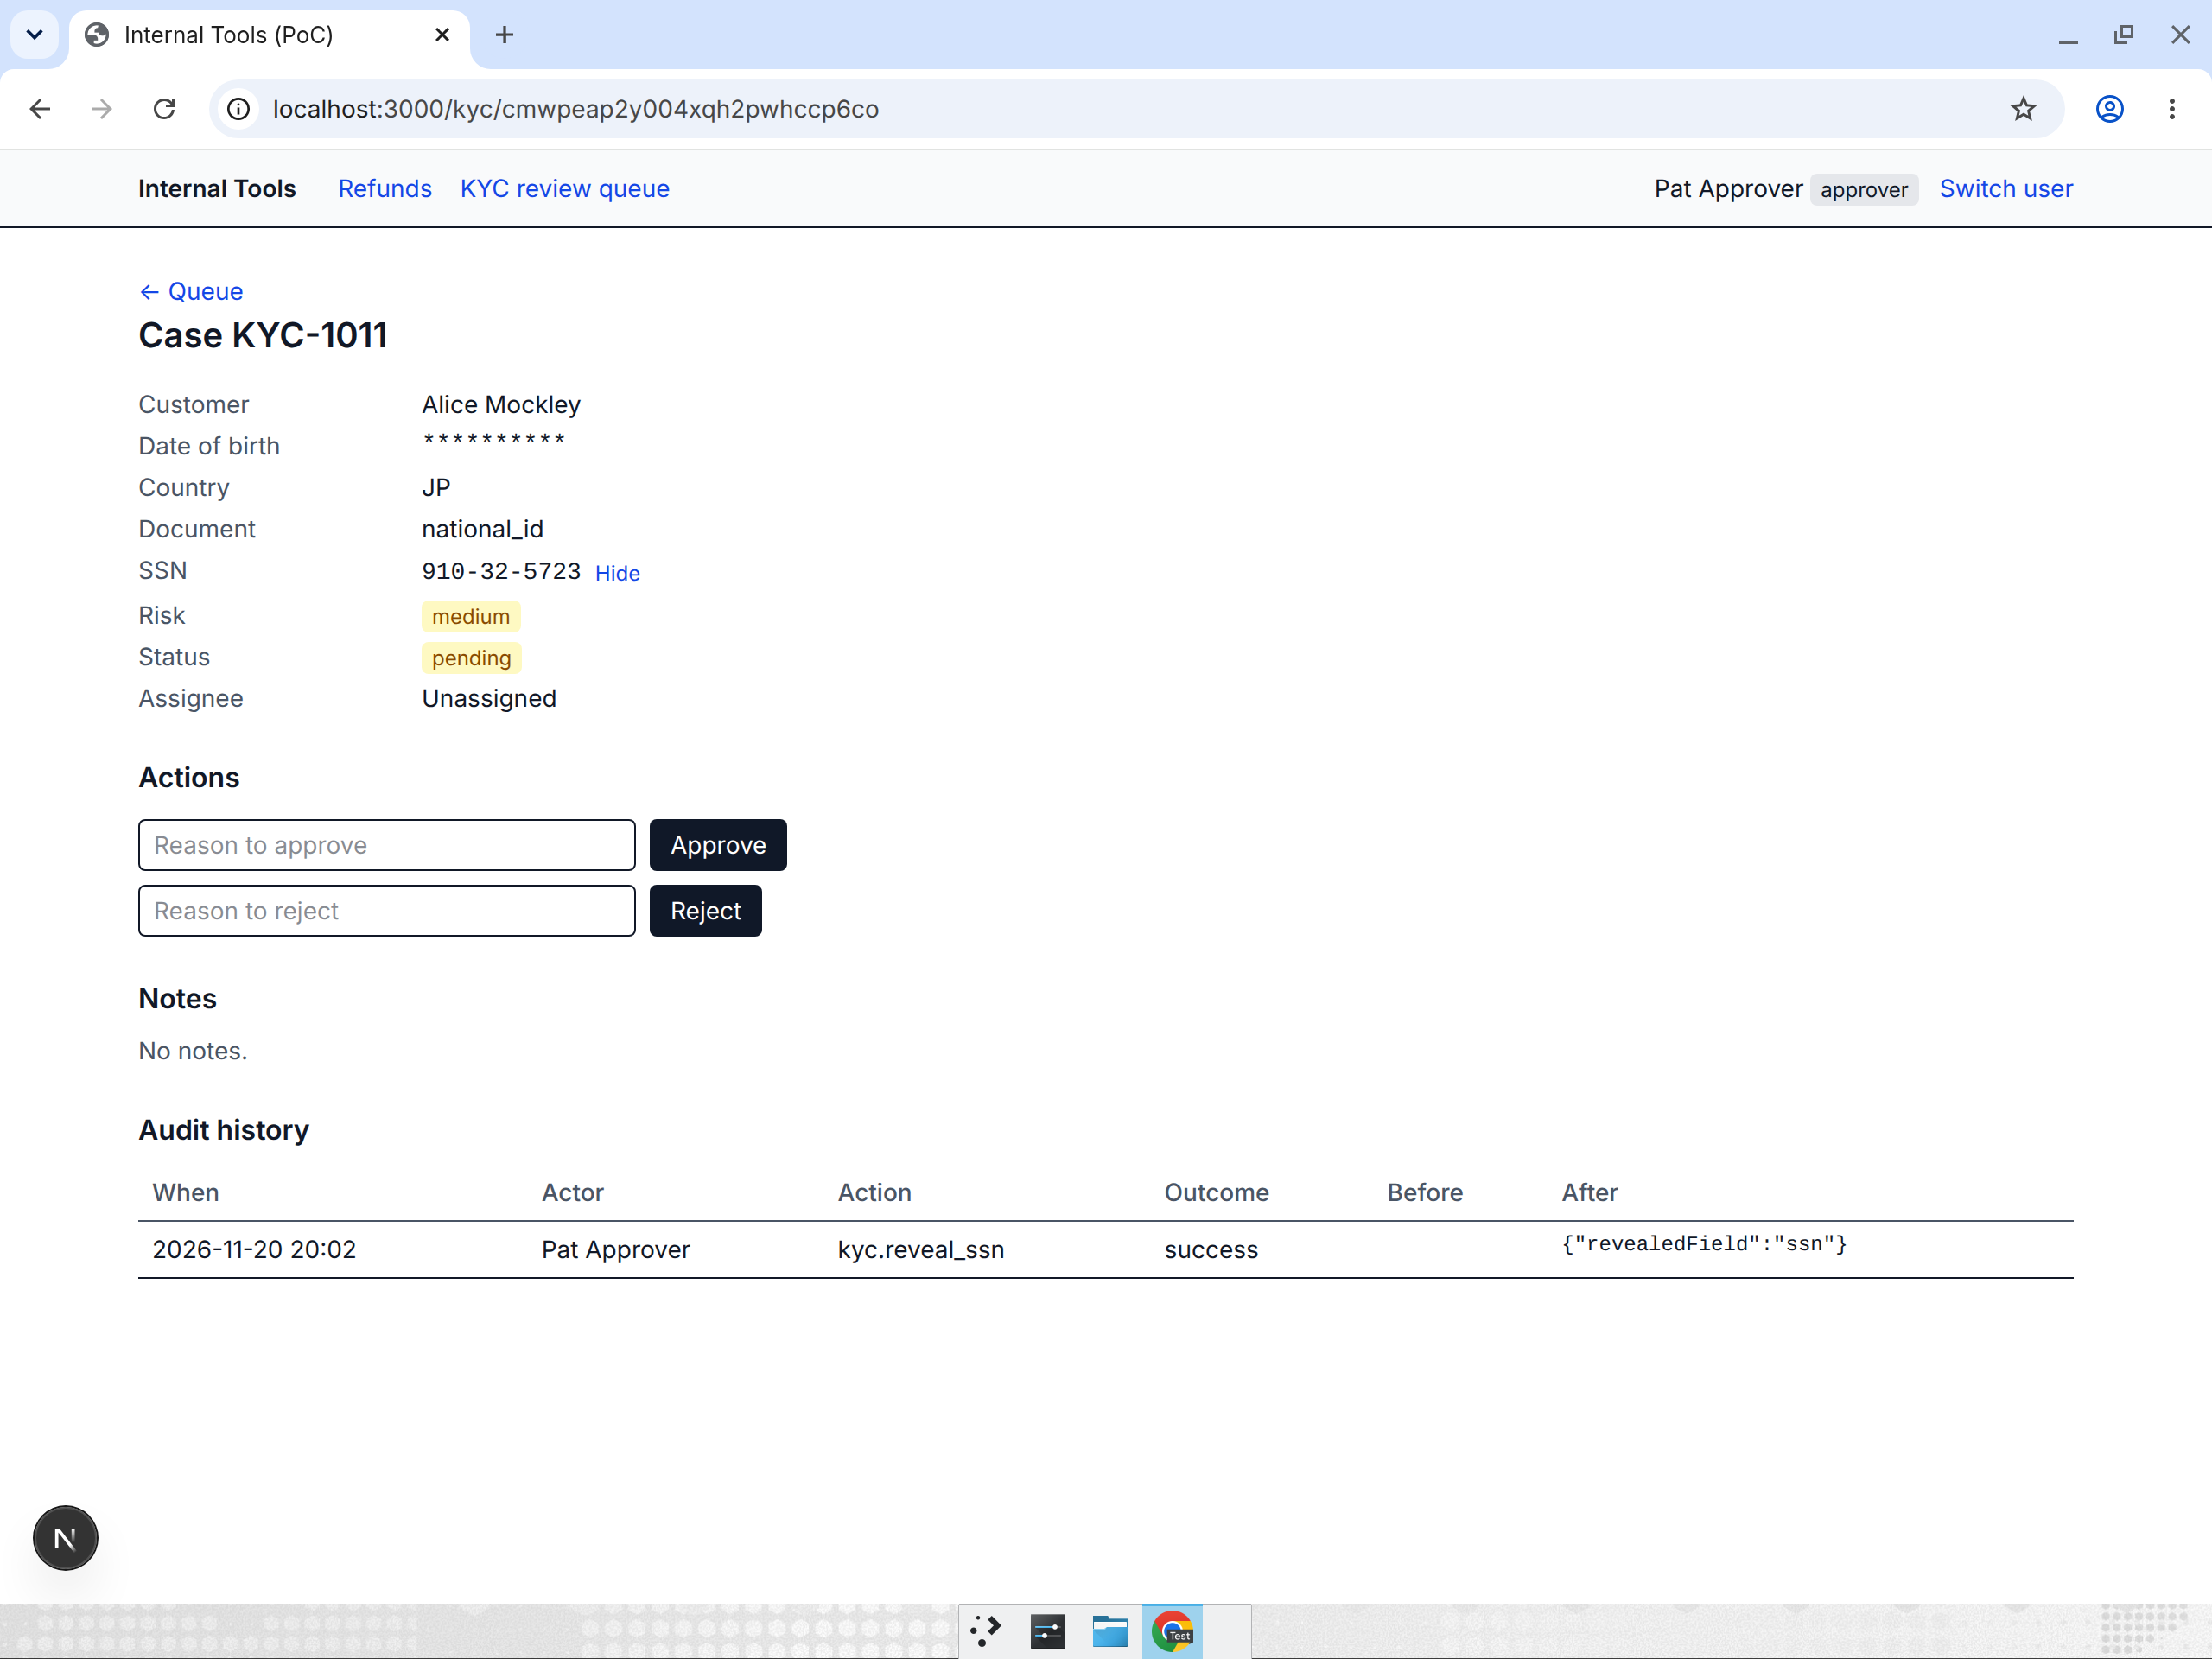 Internal Tools (PoC)
localhost:3000/kyc/cmwpeap2y004xqh2pwhccp6co
Internal Tools Refunds KYC review queue Pat Approver approver Switch user
← Queue
Case KYC-1011
Customer Alice Mockley
Date of birth **********
Country JP
Document national_id
SSN 910-32-5723 Hide
Risk medium
Status pending
Assignee Unassigned
Actions
Reason to approve Approve
Reason to reject Reject
Notes
No notes.
Audit history
When Actor Action Outcome Before After
2026-11-20 20:02 Pat Approver kyc.reveal_ssn success {"revealedField":"ssn"}
N
Test